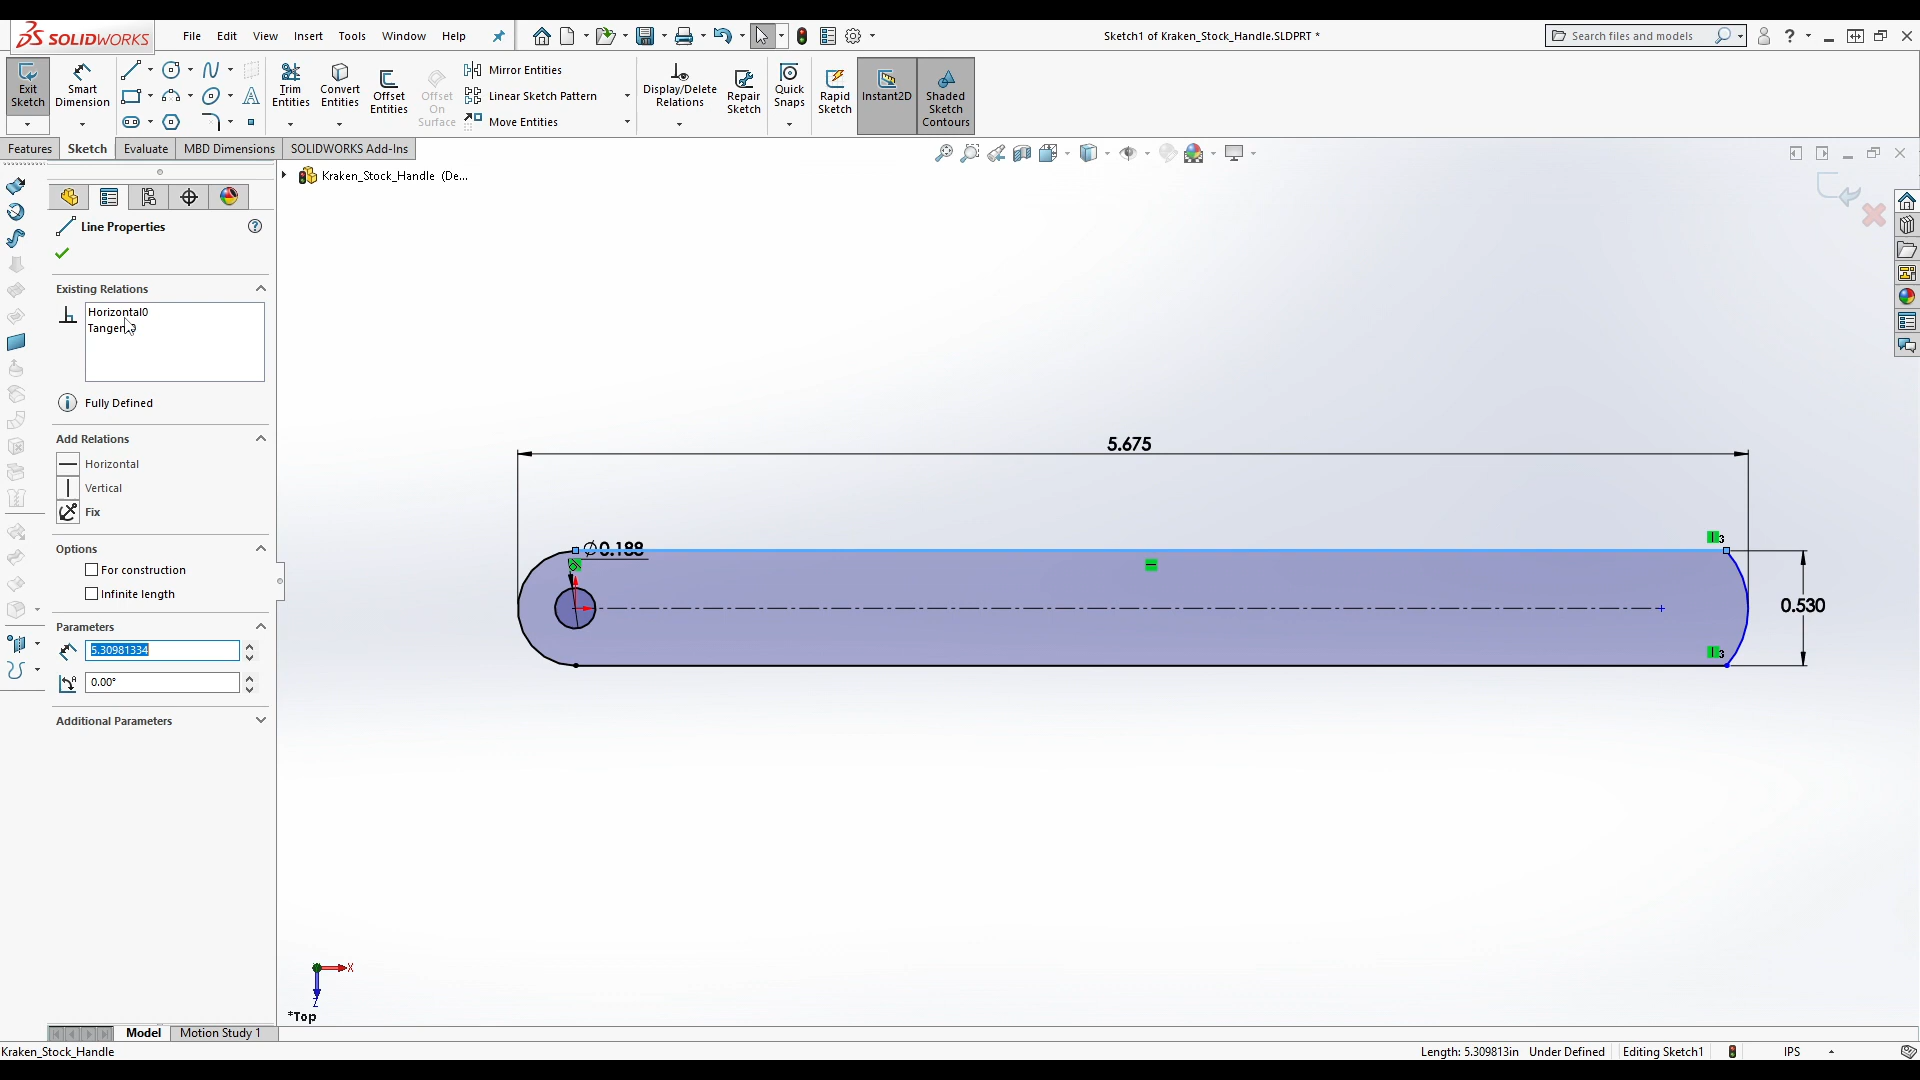 SOLIDWORKS
File Edit View Insert Tools Window Help
Sketch1 of Kraken_Stock_Handle.SLDPRT *
Search files and models
Exit Sketch
Smart Dimension
Trim Entities
Convert Entities
Offset Entities
Offset On Surface
Mirror Entities
Linear Sketch Pattern
Move Entities
Display/Delete Relations
Repair Sketch
Quick Snaps
Rapid Sketch
Instant2D
Shaded Sketch Contours
Features Sketch Evaluate MBD Dimensions SOLIDWORKS Add-Ins
Kraken_Stock_Handle (De...
Line Properties
Existing Relations
Horizontal0
Fully Defined
Add Relations
Horizontal
Vertical
Fix
Options
For construction
Infinite length
Parameters
5.30981334
0.00°
Additional Parameters
5.675
Ø0.188
3
0.530
3
X
Z
*Top
Model Motion Study 1
Kraken_Stock_Handle
Length: 5.309813in Under Defined Editing Sketch1 IPS